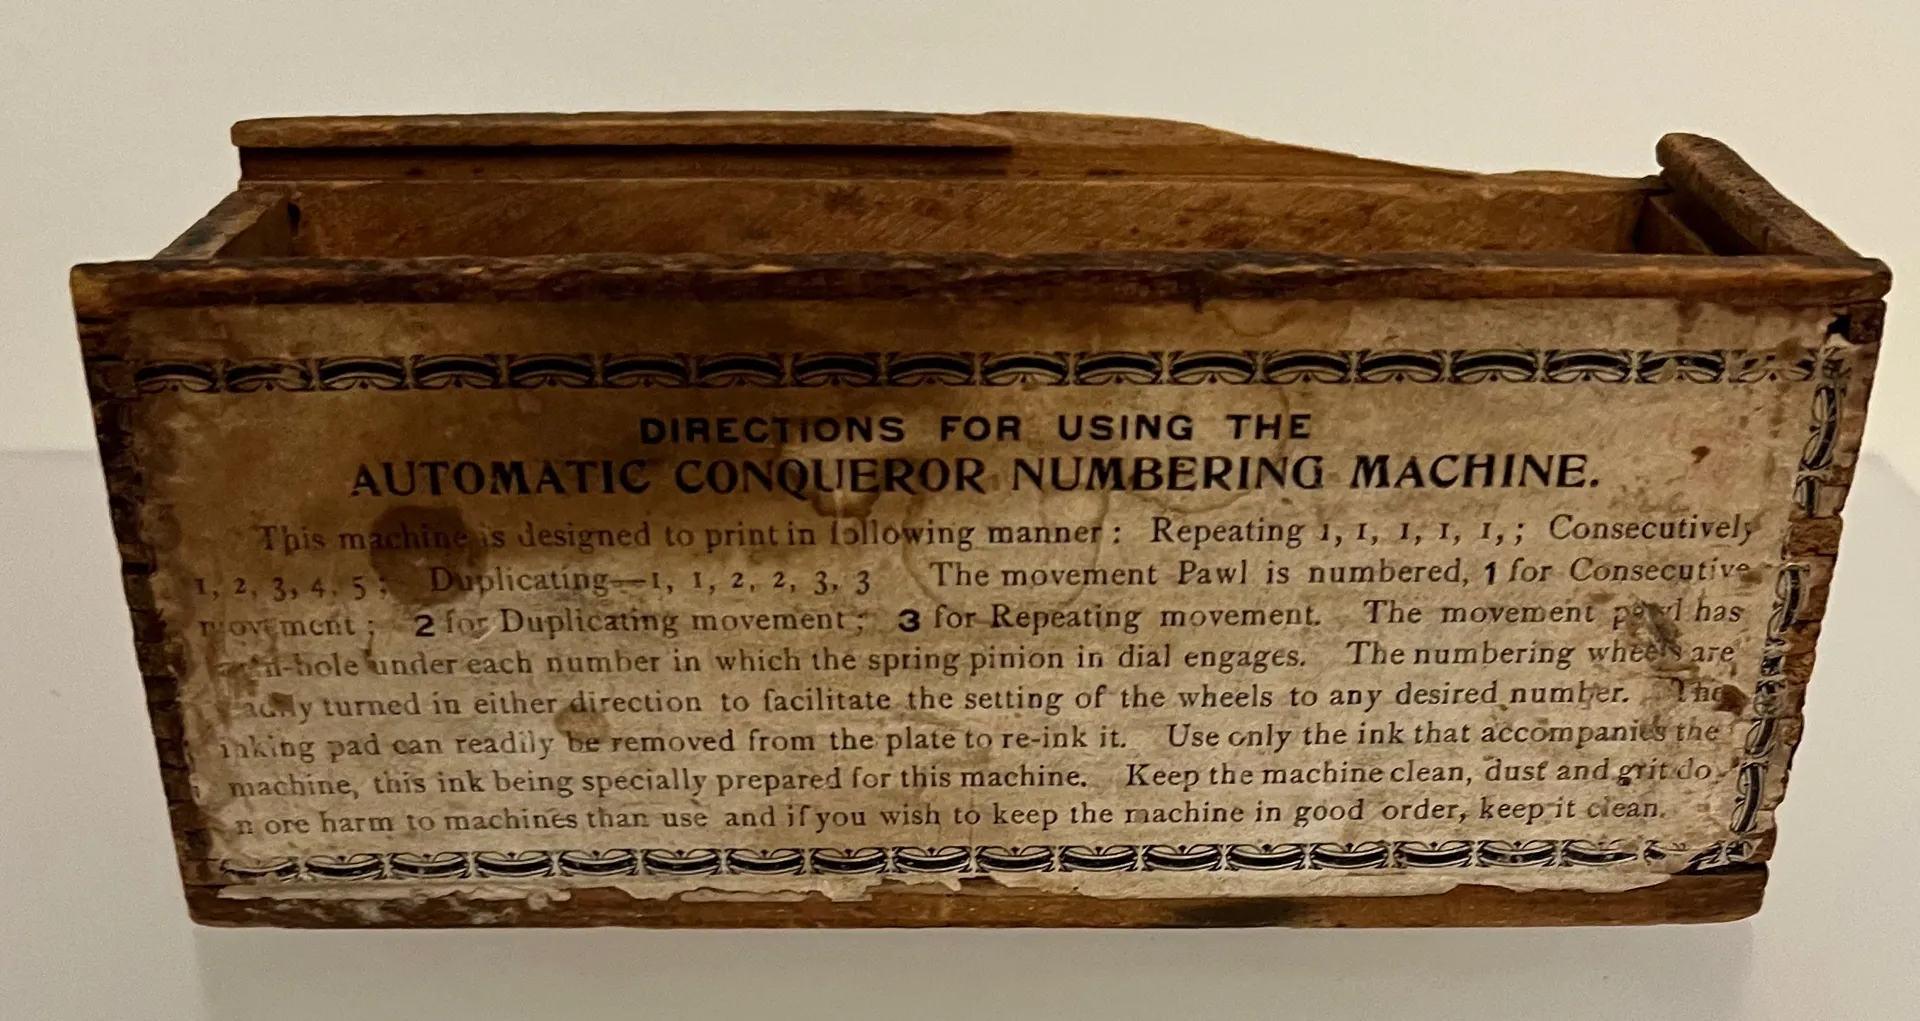 DIRECTIONS FOR USING THE
AUTOMATIC CONQUEROR NUMBERING MACHINE.
This machine is designed to print in following manner : Repeating 1, 1, 1, 1, 1, ; Consecutively
1, 2, 3, 4, 5 ; Duplicating—1, 1, 2, 2, 3, 3 The movement Pawl is numbered, 1 for Consecutive
movement ; 2 for Duplicating movement ; 3 for Repeating movement. The movement pawl has
under each number in which the spring pinion in dial engages. The numbering wheels are
turned in either direction to facilitate the setting of the wheels to any desired number. The
inking pad can readily be removed from the plate to re-ink it. Use only the ink that accompanies the
machine, this ink being specially prepared for this machine. Keep the machine clean, dust and grit do
more harm to machines than use and if you wish to keep the machine in good order, keep it clean.